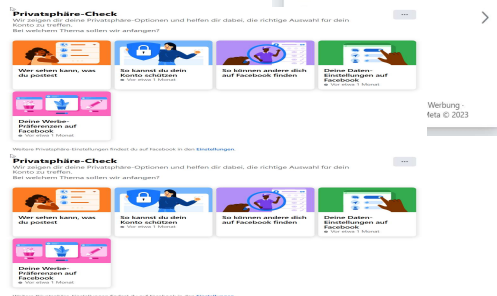 Privatsphäre-Check
Wir zeigen dir deine Privatsphäre-Optionen und helfen dir dabei, die richtige Auswahl für dein
Konto zu treffen.
Bei welchem Thema sollen wir anfangen?
Wer sehen kann, was
du postest
So kannst du dein
Konto schützen
Vor etwa 1 Monat
So können andere dich
auf Facebook finden
Deine Daten-
Einstellungen auf
Facebook
Vor etwa 1 Monat
Deine Werbe-
Präferenzen auf
Facebook
Vor etwa 1 Monat
Weitere Privatsphäre-Einstellungen findest du auf Facebook in den Einstellungen.
Werbung ·
Meta © 2023
Privatsphäre-Check
Wir zeigen dir deine Privatsphäre-Optionen und helfen dir dabei, die richtige Auswahl für dein
Konto zu treffen.
Bei welchem Thema sollen wir anfangen?
Wer sehen kann, was
du postest
So kannst du dein
Konto schützen
Vor etwa 1 Monat
So können andere dich
auf Facebook finden
Deine Daten-
Einstellungen auf
Facebook
Vor etwa 1 Monat
Deine Werbe-
Präferenzen auf
Facebook
Vor etwa 1 Monat